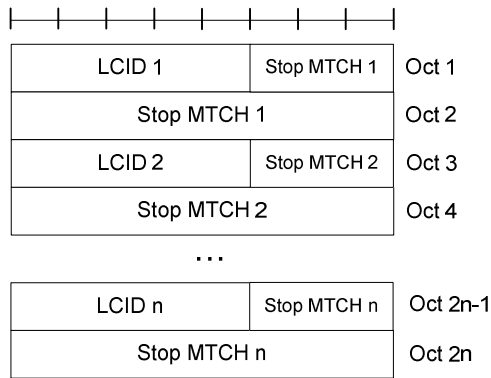 LCID 1 Stop MTCH 1 Oct 1
Stop MTCH 1 Oct 2
LCID 2 Stop MTCH 2 Oct 3
Stop MTCH 2 Oct 4
...
LCID n Stop MTCH n Oct 2n-1
Stop MTCH n Oct 2n